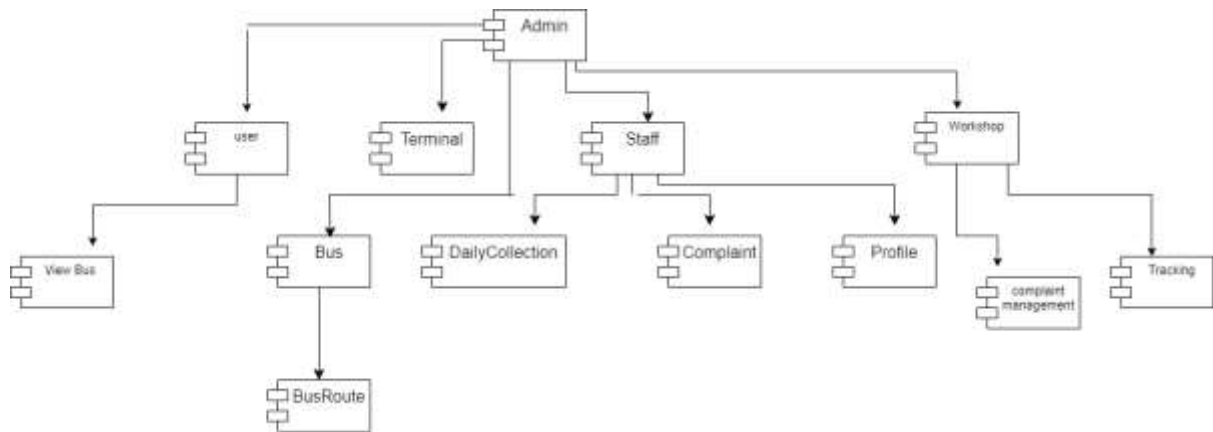 Admin
user
Terminal
Staff
Workshop
View Bus
Bus
DailyCollection
Complaint
Profile
complaint
management
Tracking
BusRoute